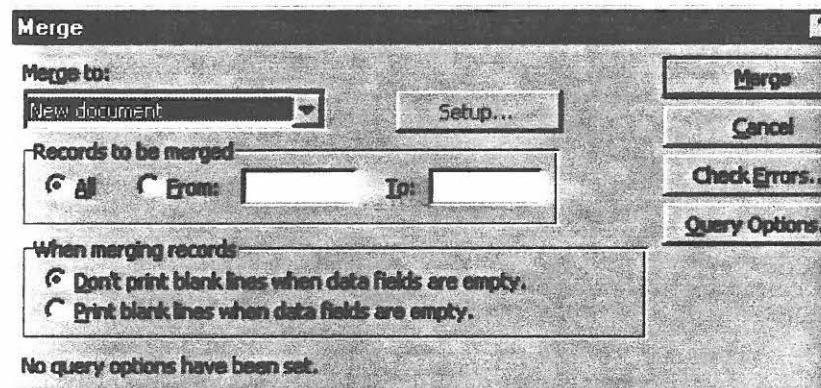 Merge
Merge to:
New document
Setup...
Merge
Cancel
Check Errors...
Query Options...
Records to be merged
All
From:
To:
When merging records
Don't print blank lines when data fields are empty.
Print blank lines when data fields are empty.
No query options have been set.